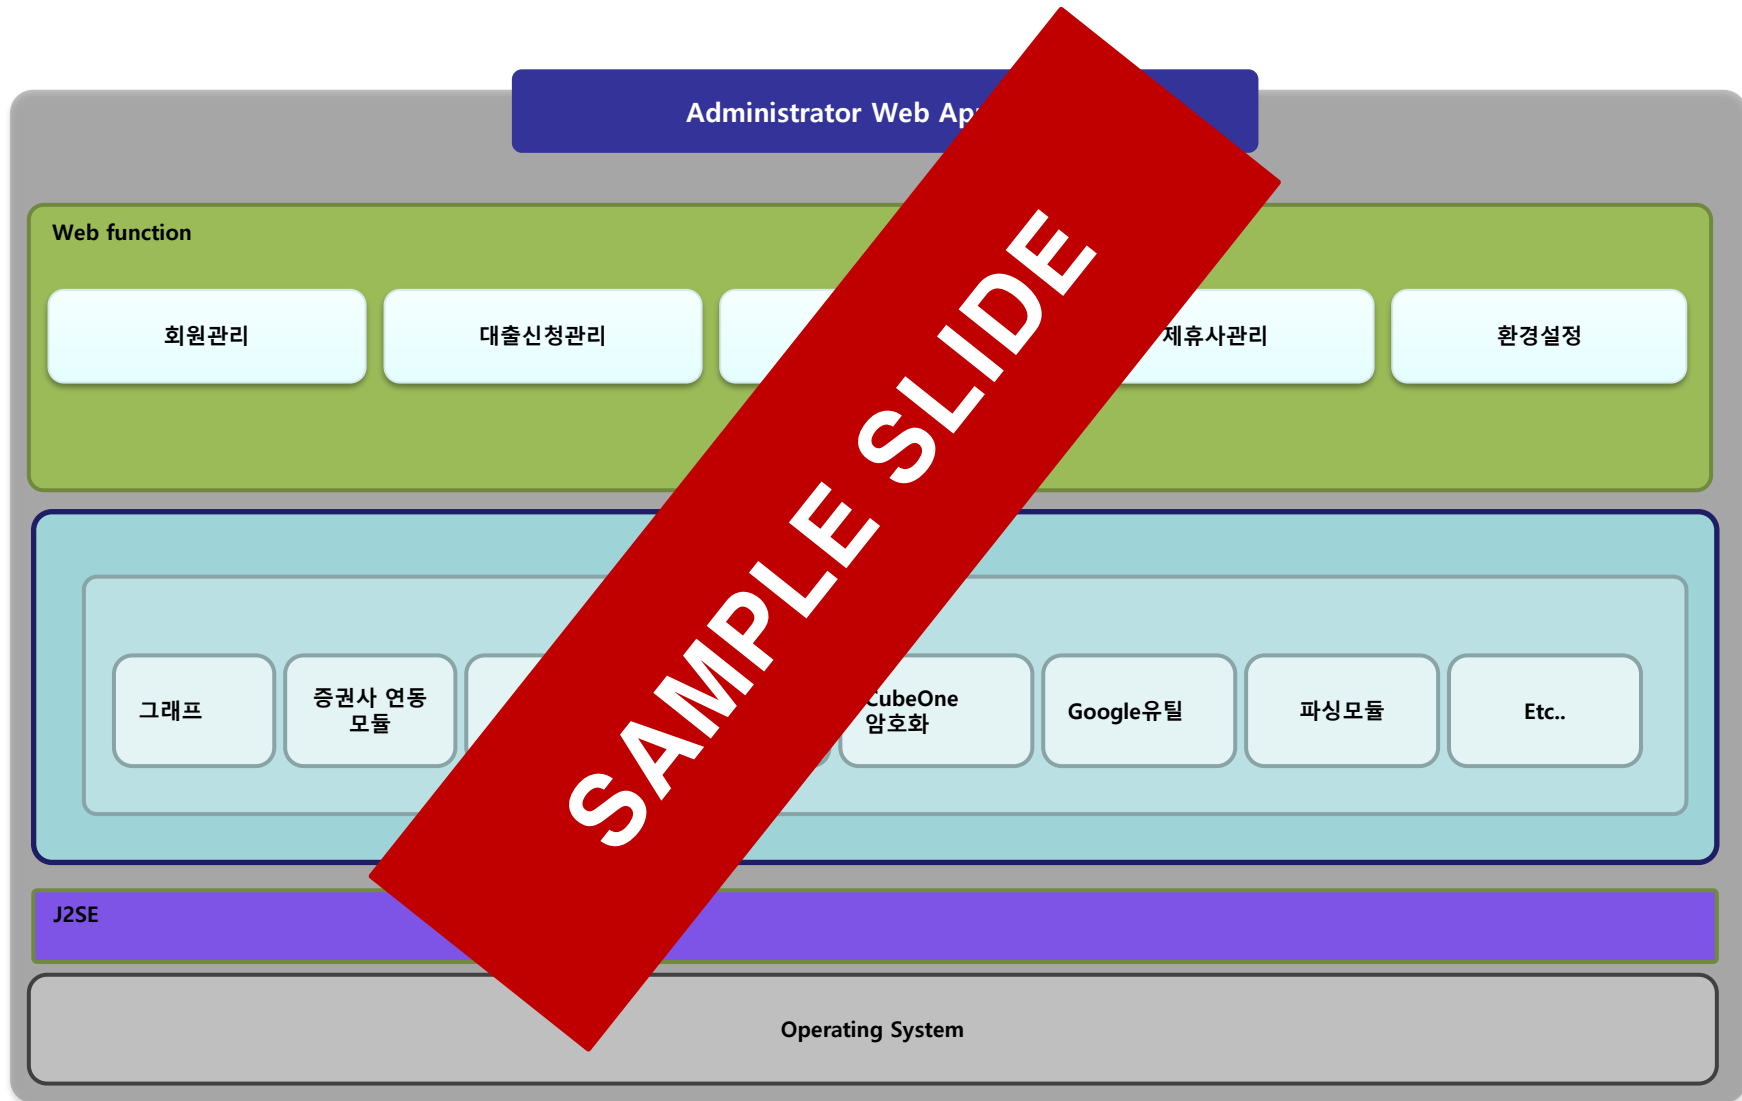 Administrator Web
Web function
회원관리
대출신청관리
제휴사관리
환경설정
그래프
증권사 연동
모듈
CubeOne
암호화
Google유틸
파싱모듈
Etc..
J2SE
Operating System
SAMPLE SLIDE